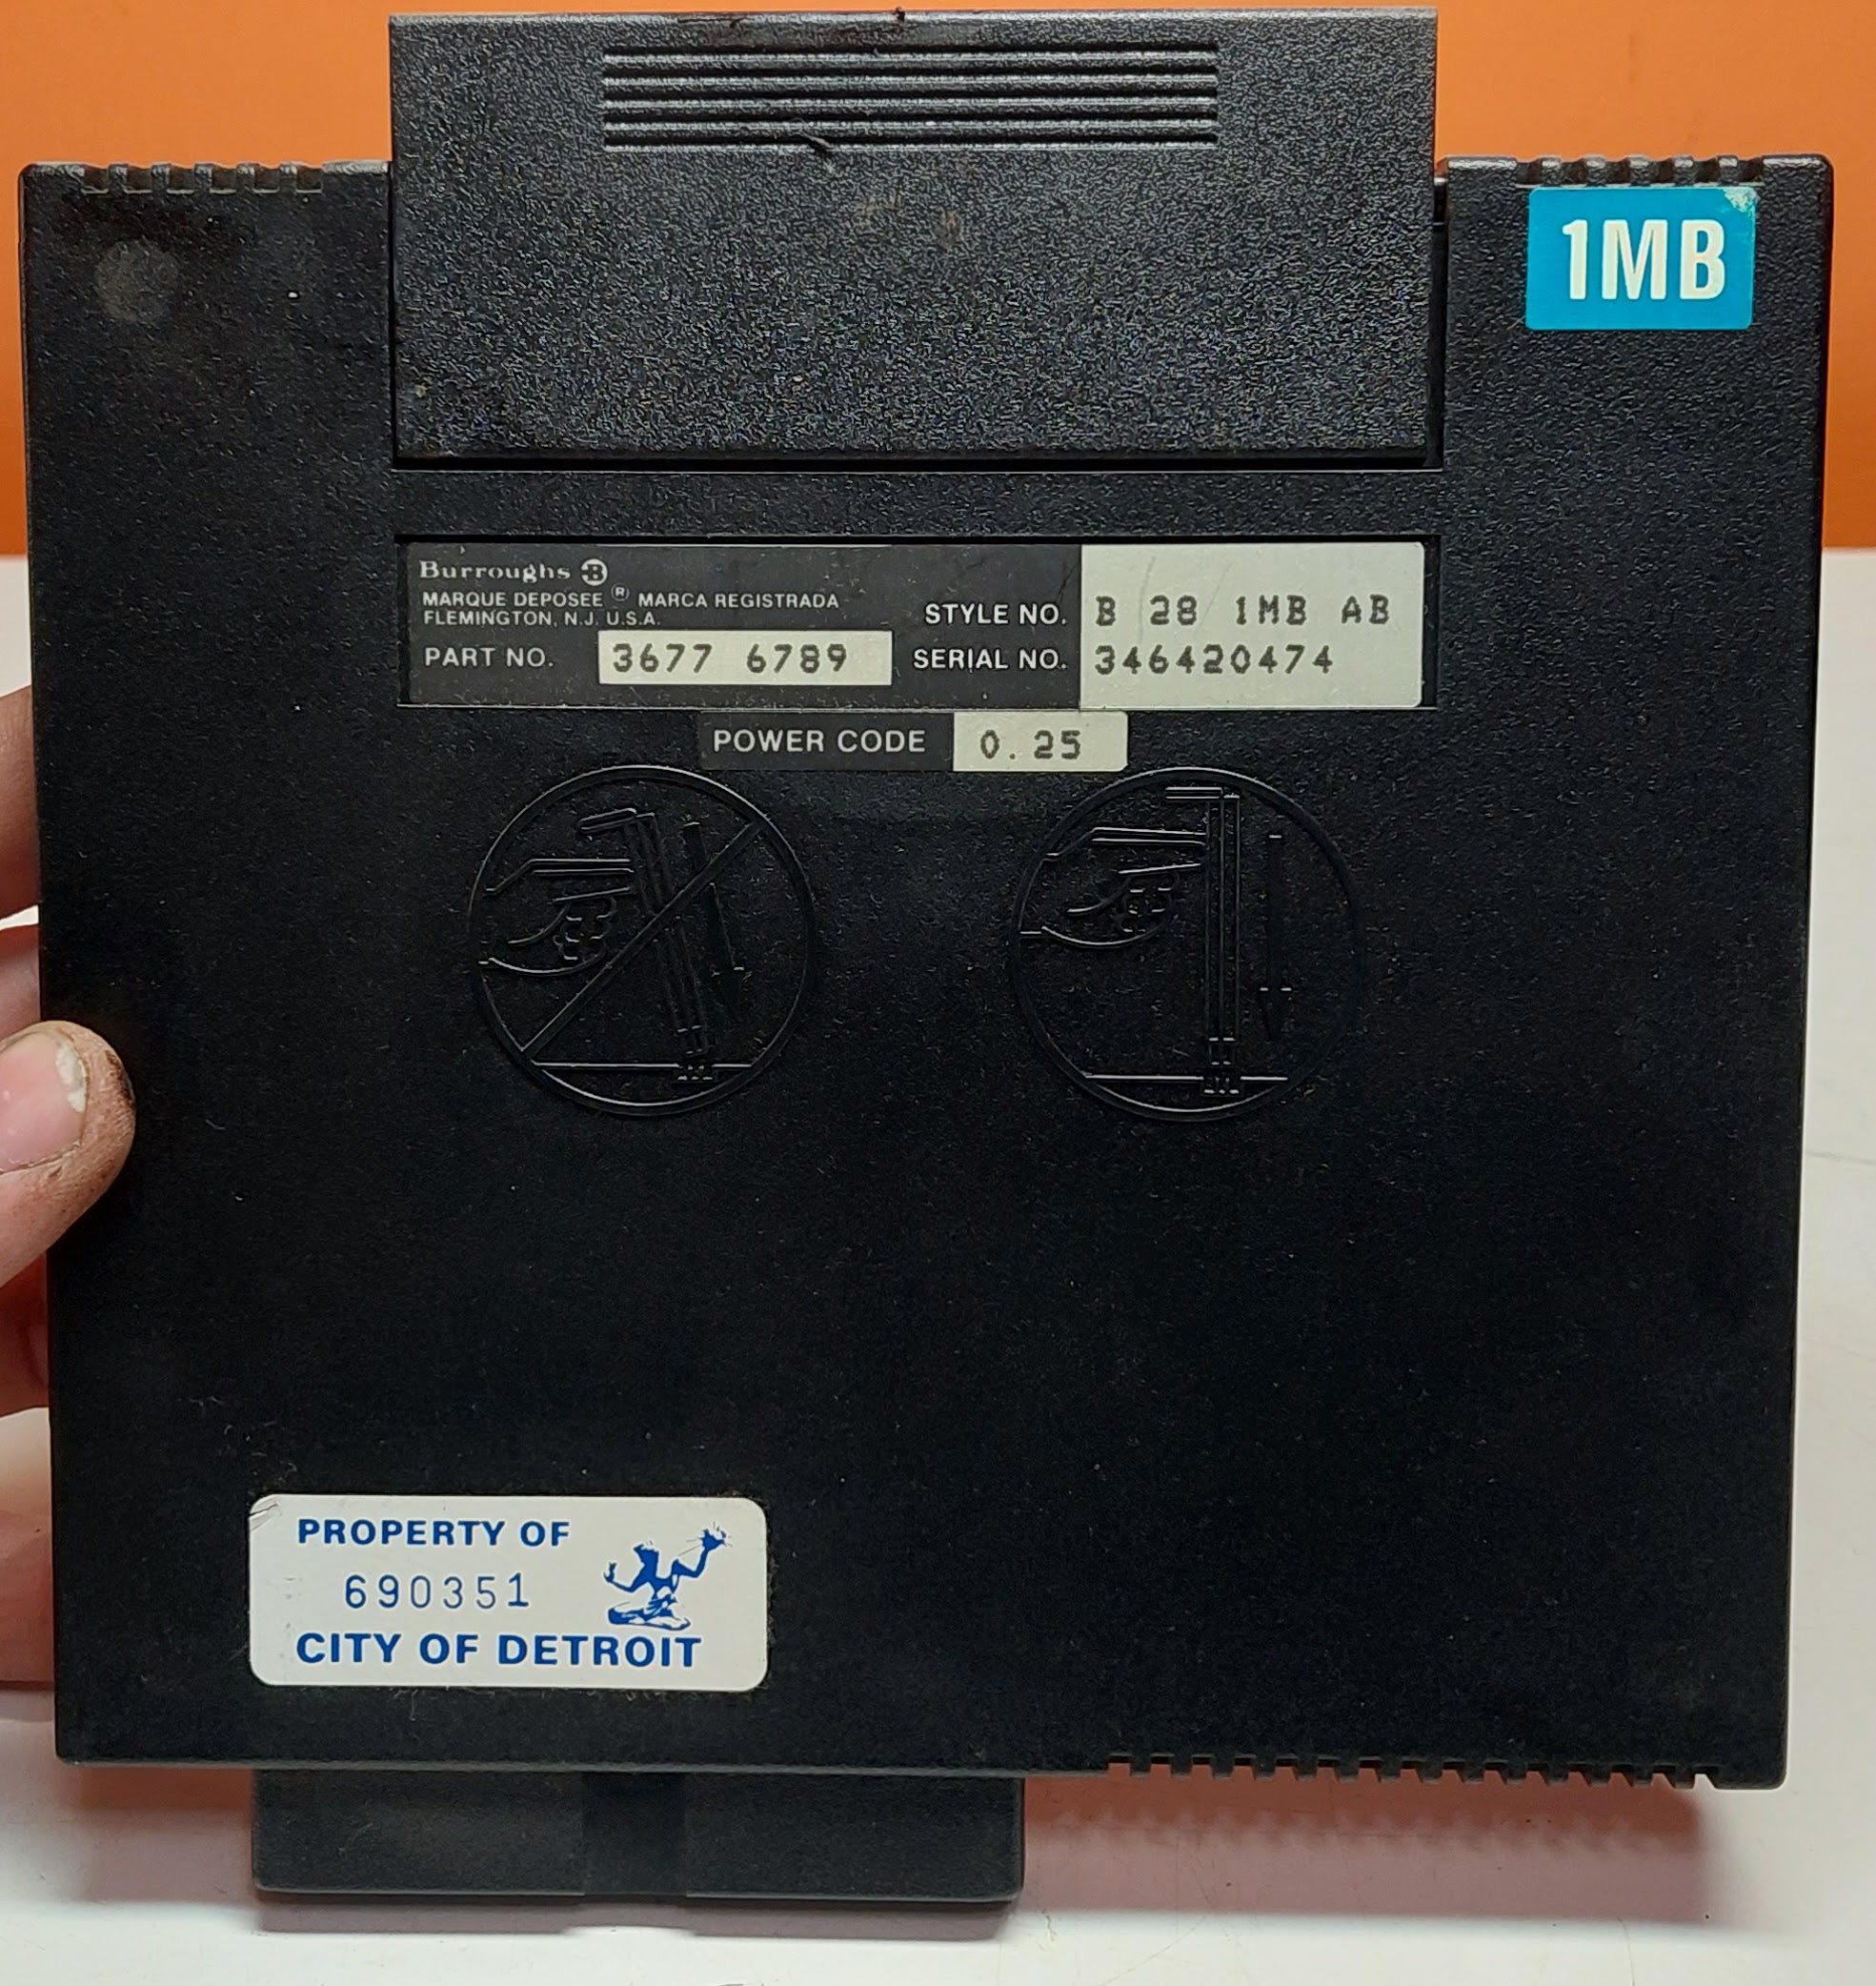 1MB
Burroughs B
MARQUE DEPOSEE ® MARCA REGISTRADA
FLEMINGTON, N.J. U.S.A.
PART NO. 3677 6789
STYLE NO. B 28 1MB AB
SERIAL NO. 346420474
POWER CODE 0.25
PROPERTY OF
690351
CITY OF DETROIT